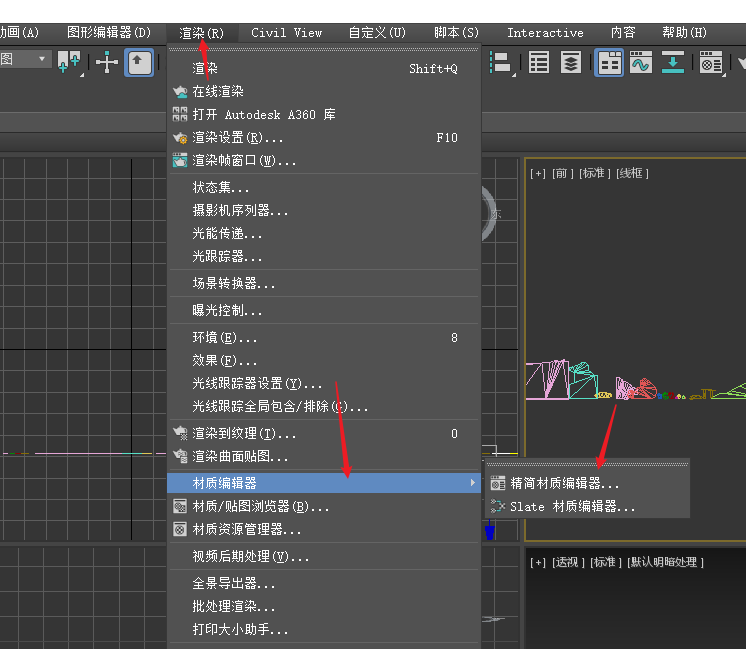 动画(A) 图形编辑器(D) 渲染(R) Civil View 自定义(U) 脚本(S) Interactive 内容 帮助(H)
图
渲染 Shift+Q
在线渲染
打开 Autodesk A360 库
渲染设置(R)... F10
渲染帧窗口(W)...
状态集...
摄影机序列器...
光能传递...
光跟踪器...
场景转换器...
曝光控制...
环境(E)... 8
效果(F)...
光线跟踪器设置(Y)...
光线跟踪全局包含/排除(G)...
渲染到纹理(T)... 0
渲染曲面贴图...
材质编辑器
材质/贴图浏览器(B)...
材质资源管理器...
视频后期处理(V)...
全景导出器...
批处理渲染...
打印大小助手...
[+] [前] [标准] [线框]
精简材质编辑器...
Slate 材质编辑器...
[+] [透视] [标准] [默认明暗处理]